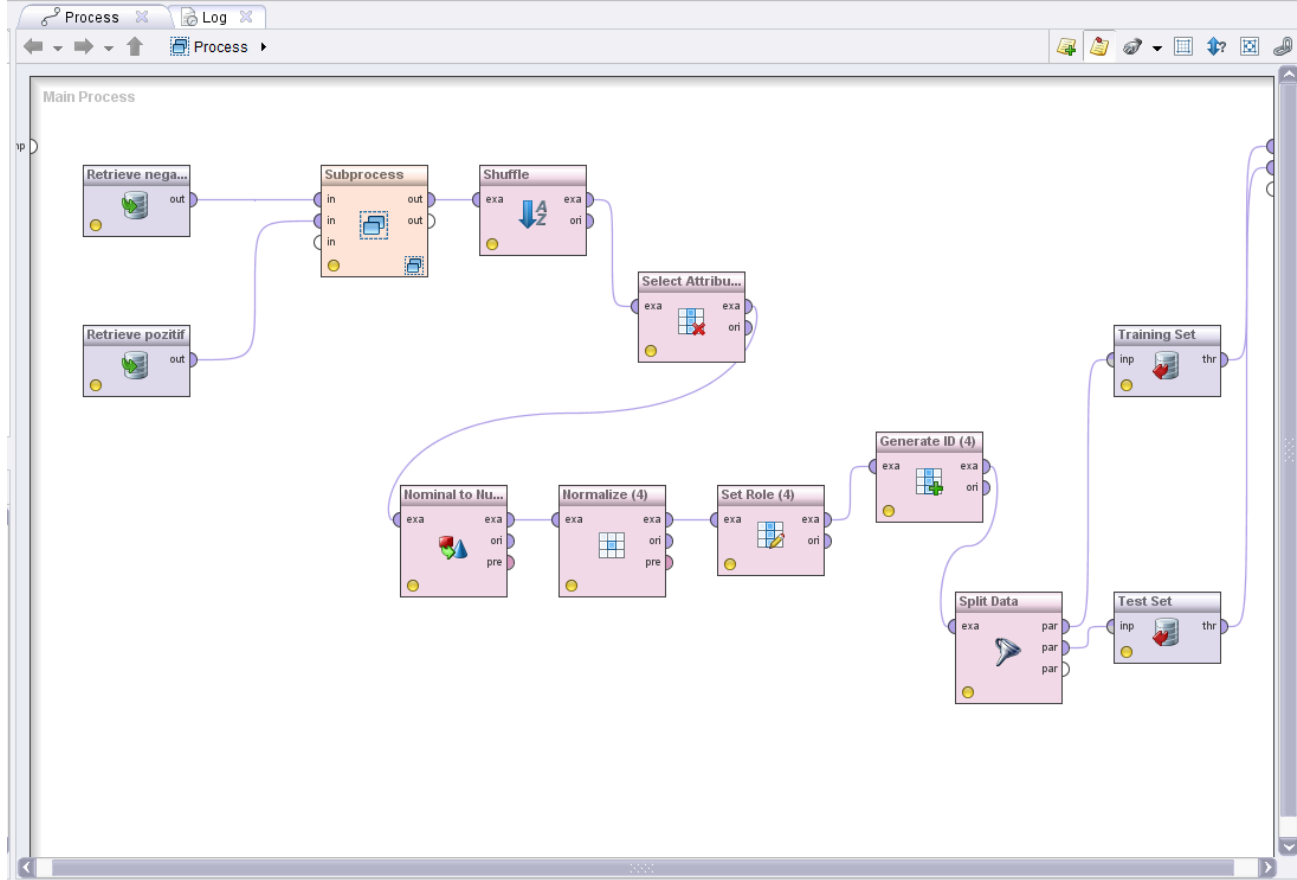 Process
Log
Process
Main Process
Retrieve nega...
out
Subprocess
in
out
in
out
in
Shuffle
exa
exa
ori
Select Attribu...
exa
exa
ori
Retrieve pozitif
out
Training Set
inp
thr
Generate ID (4)
exa
exa
ori
Nominal to Nu...
exa
exa
ori
pre
Normalize (4)
exa
exa
ori
pre
Set Role (4)
exa
exa
ori
Split Data
exa
par
par
par
Test Set
inp
thr